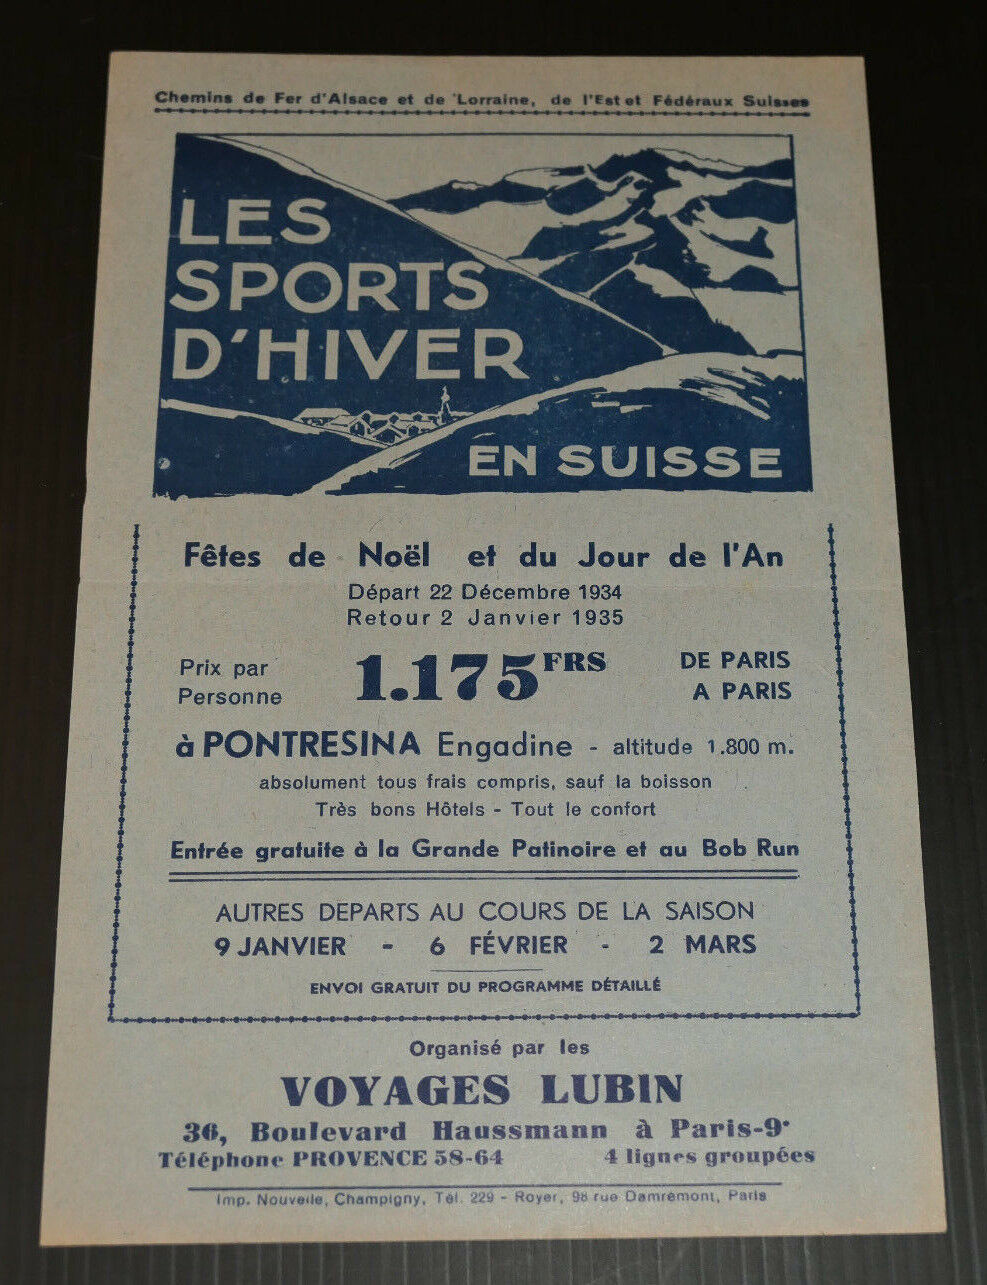 Chemins de Fer d'Alsace et de Lorraine, de l'Est et Fédéraux Suisses
LES
SPORTS
D'HIVER
EN SUISSE
Fêtes de Noël et du Jour de l'An
Départ 22 Décembre 1934
Retour 2 Janvier 1935
Prix par Personne 1.175 FRS DE PARIS A PARIS
à PONTRESINA Engadine - altitude 1.800 m.
absolument tous frais compris, sauf la boisson
Très bons Hôtels - Tout le confort
Entrée gratuite à la Grande Patinoire et au Bob Run
AUTRES DEPARTS AU COURS DE LA SAISON
9 JANVIER - 6 FÉVRIER - 2 MARS
ENVOI GRATUIT DU PROGRAMME DÉTAILLÉ
Organisé par les
VOYAGES LUBIN
36, Boulevard Haussmann à Paris-9e
Téléphone PROVENCE 58-64 4 lignes groupées
Imp. Nouvelle, Champigny, Tél. 229 - Royer, 98 rue Damrémont, Paris